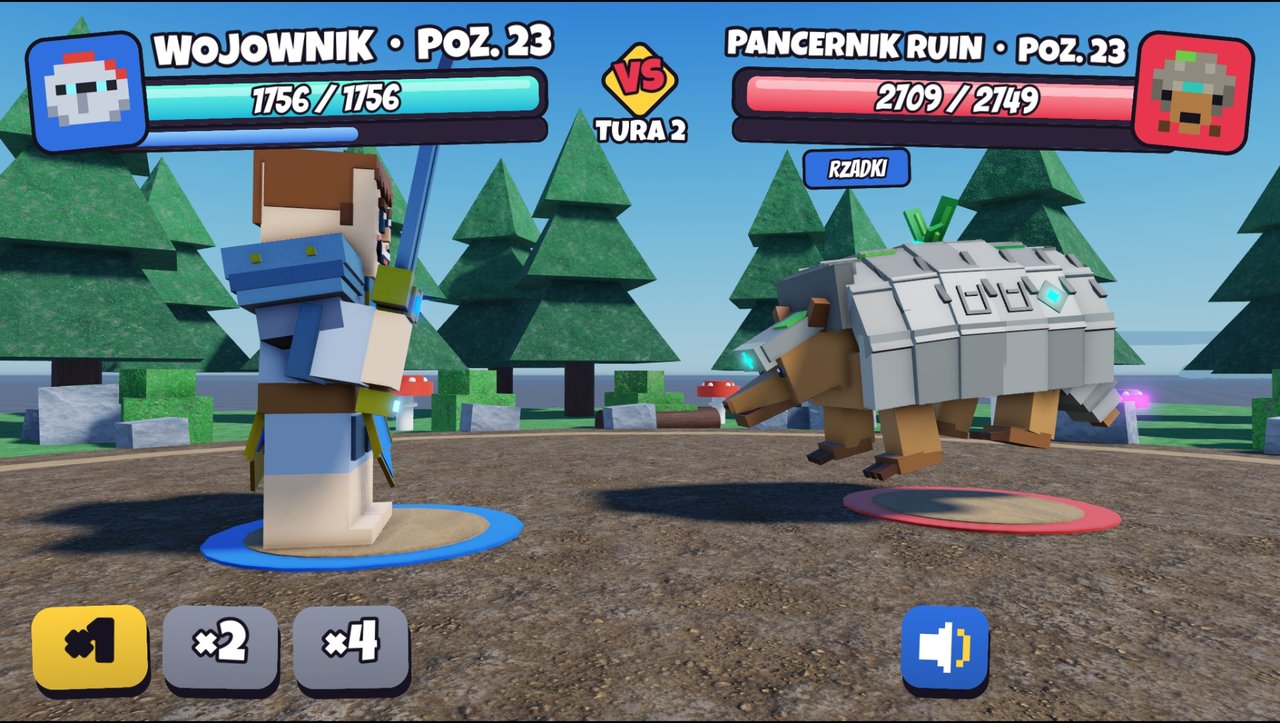 WOJOWNIK • POZ. 23
1756 / 1756
VS
TURA 2
PANCERNIK RUIN • POZ. 23
2709 / 2749
RZADKI
×1
×2
×4